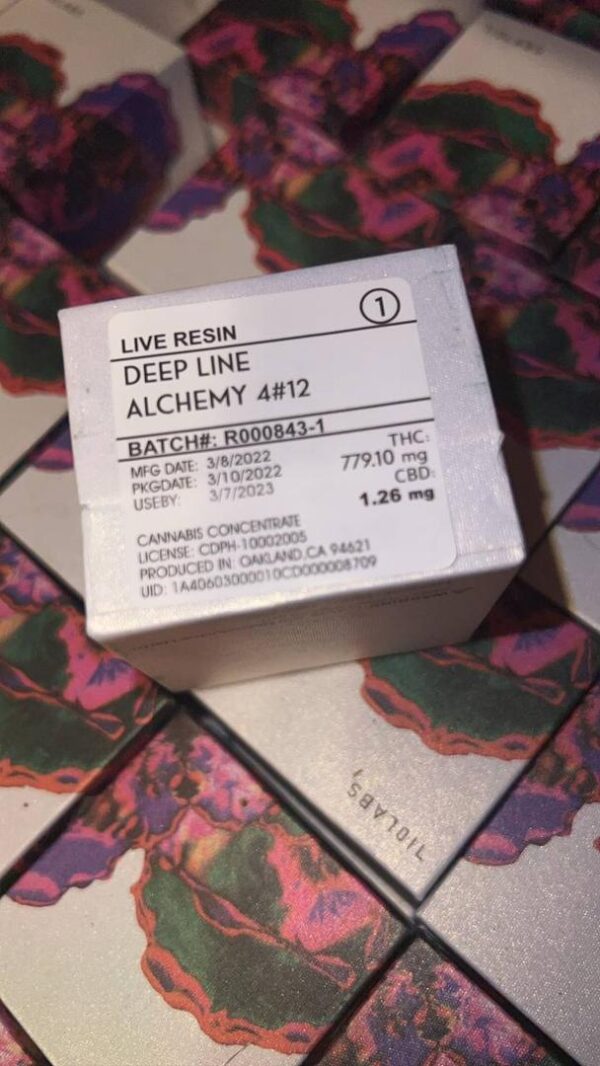 1
LIVE RESIN
DEEP LINE
ALCHEMY 4#12
BATCH#: R000843-1
MFG DATE: 3/8/2022
PKGDATE: 3/10/2022
USEBY: 3/7/2023
THC:
779.10 mg
CBD:
1.26 mg
CANNABIS CONCENTRATE
LICENSE: CDPH-10002005
PRODUCED IN: OAKLAND,CA 94621
UID: 1A40603000010CD000008709
710LABS